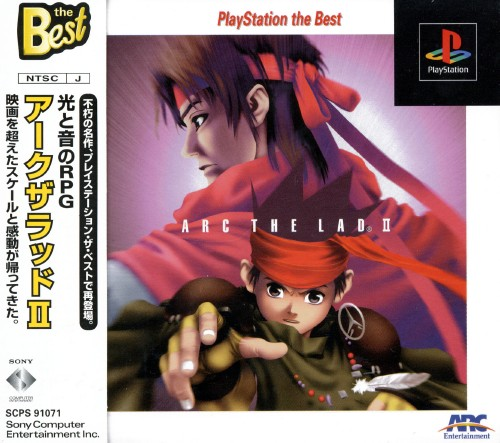 the
Best
NTSC J
不朽の名作、プレイステーション・ザ・ベストで再登場。
光と音のRPG
アークザラッドII
映画を超えたスケールと感動が帰ってきた。
SONY
SCPS 91071
Sony Computer
Entertainment Inc.
PlayStation the Best
PlayStation
ARC THE LAD® II
ARC
Entertainment